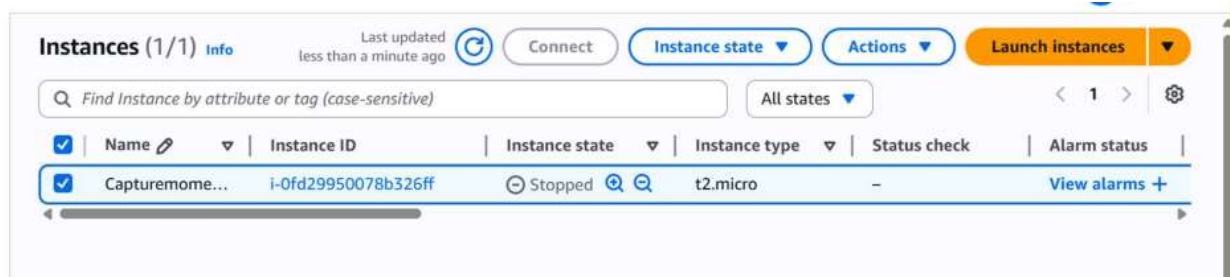 Instances (1/1) Info Last updated less than a minute ago Connect Instance state Actions Launch instances
Find Instance by attribute or tag (case-sensitive) All states 1
Name Instance ID Instance state Instance type Status check Alarm status
Capturemome... i-0fd29950078b326ff Stopped t2.micro – View alarms +